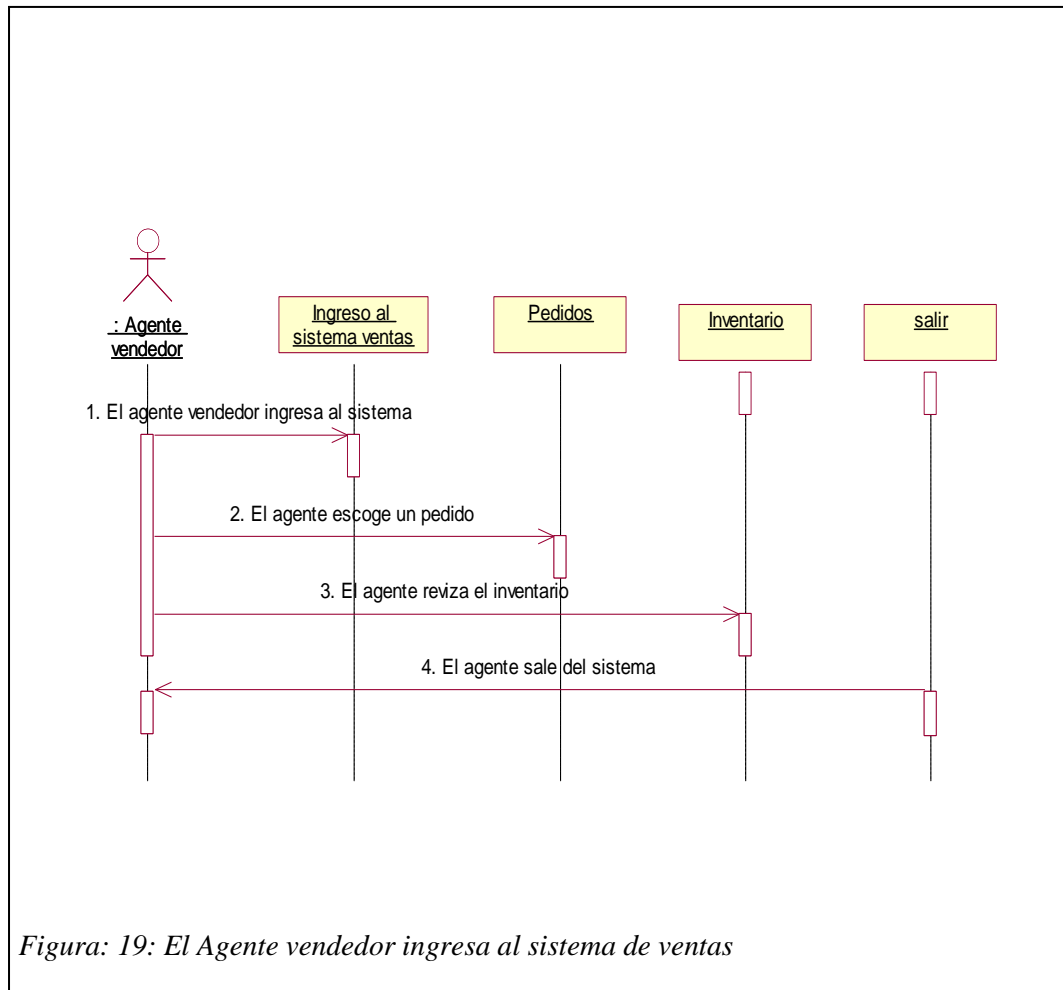 : Agente
vendedor
Ingreso al
sistema ventas
Pedidos
Inventario
salir
1. El agente vendedor ingresa al sistema
2. El agente escoge un pedido
3. El agente reviza el inventario
4. El agente sale del sistema
Figura: 19: El Agente vendedor ingresa al sistema de ventas